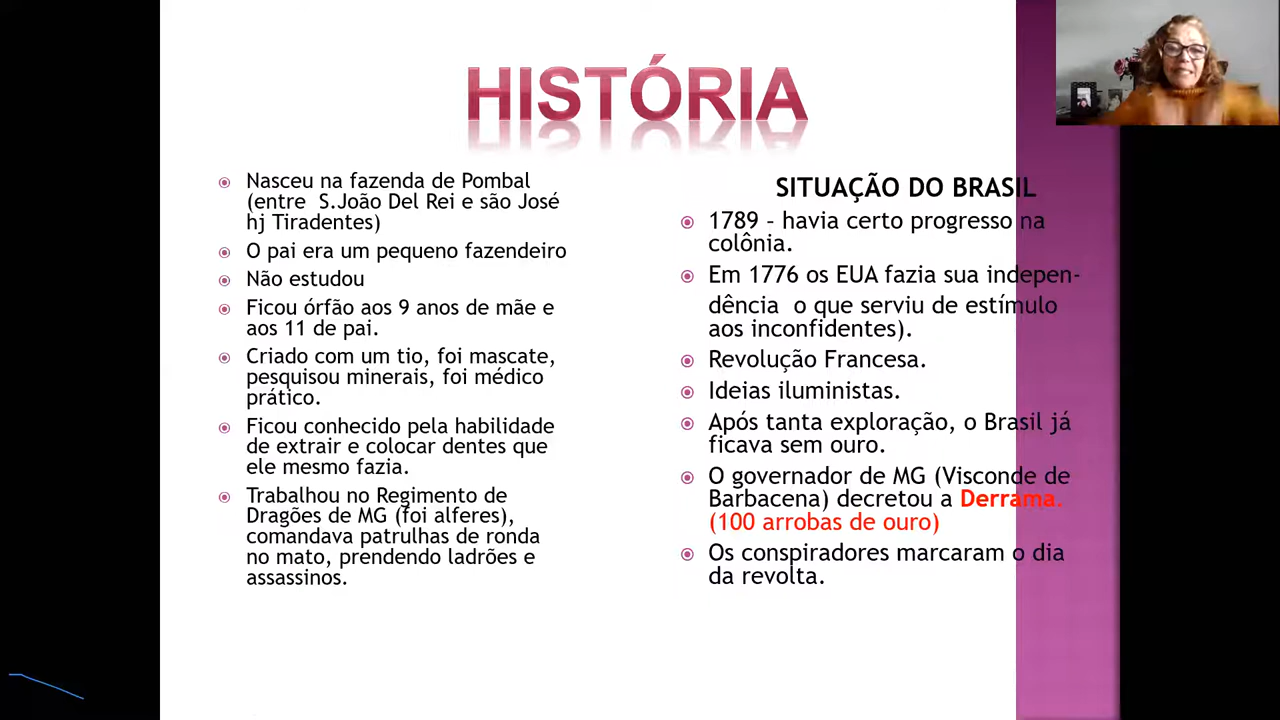 HISTÓRIA
Nasceu na fazenda de Pombal
(entre S.João Del Rei e são José
hj Tiradentes)
O pai era um pequeno fazendeiro
Não estudou
Ficou órfão aos 9 anos de mãe e
aos 11 de pai.
Criado com um tio, foi mascate,
pesquisou minerais, foi médico
prático.
Ficou conhecido pela habilidade
de extrair e colocar dentes que
ele mesmo fazia.
Trabalhou no Regimento de
Dragões de MG (foi alferes),
comandava patrulhas de ronda
no mato, prendendo ladrões e
assassinos.
SITUAÇÃO DO BRASIL
1789 – havia certo progresso na
colônia.
Em 1776 os EUA fazia sua indepen-
dência o que serviu de estímulo
aos inconfidentes).
Revolução Francesa.
Ideias iluministas.
Após tanta exploração, o Brasil já
ficava sem ouro.
O governador de MG (Visconde de
Barbacena) decretou a Derrama.
(100 arrobas de ouro)
Os conspiradores marcaram o dia
da revolta.